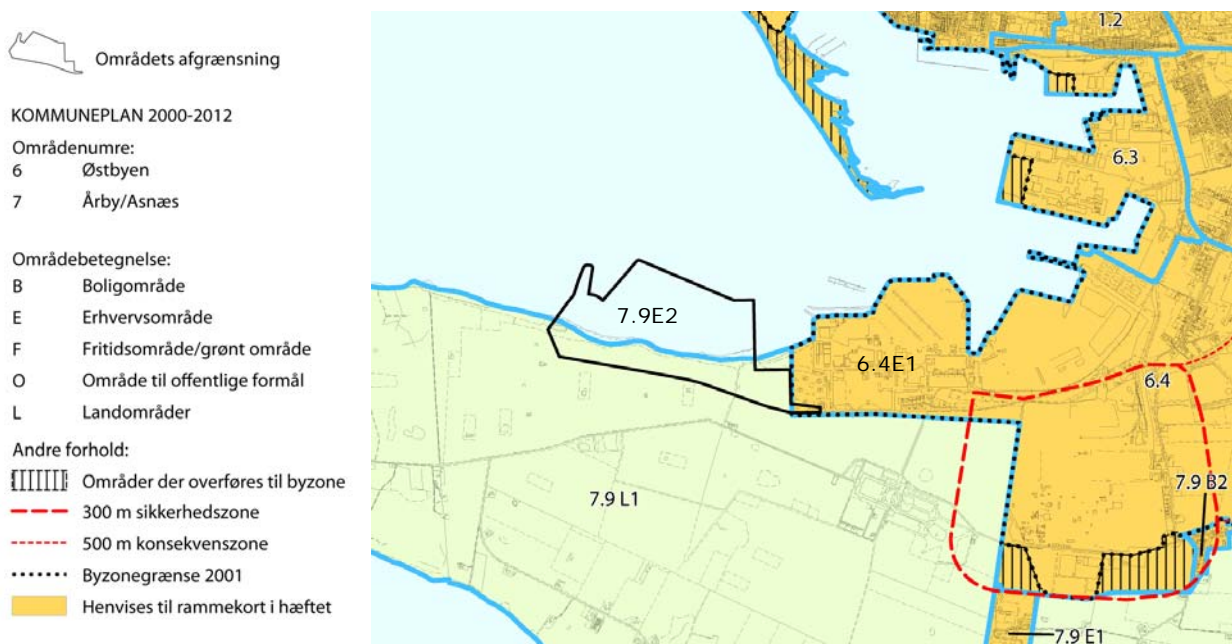 Områdets afgrænsning
KOMMUNEPLAN 2000-2012
Områdenumre:
6 Østbyen
7 Årby/Asnæs
Områdebetegnelse:
B Boligområde
E Erhvervsområde
F Fritidsområde/grønt område
O Område til offentlige formål
L Landområder
Andre forhold:
Områder der overføres til byzone
300 m sikkerhedszone
500 m konsekvenszone
Byzonegrænse 2001
Henvises til rammekort i hæftet
1.2
6.3
7.9E2
6.4E1
6.4
7.9 B2
7.9 L1
7.9 E1